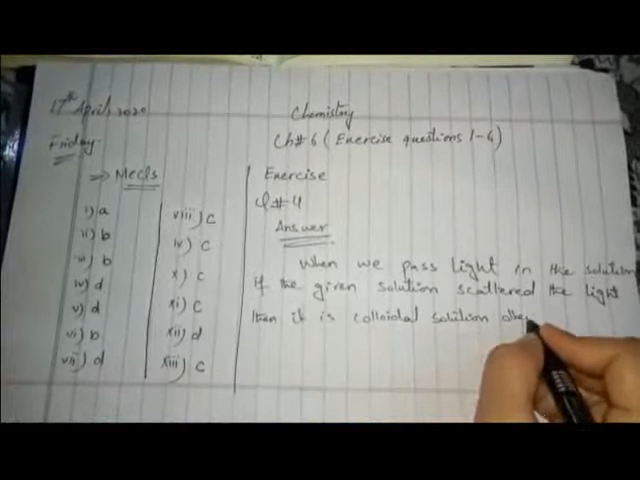 17th April, 2020
Friday.
Chemistry
Ch# 6 (Exercise questions 1-4)
=> Mcqs
i) a
ii) b
iii) b
iv) d
v) d
vi) b
vii) d
viii) c
ix) c
x) c
xi) c
xii) d
xiii) c
Exercise
Q# 4
Answer
When we pass light in the solution
if the given solution scattered the light
then it is colloidal solution othe